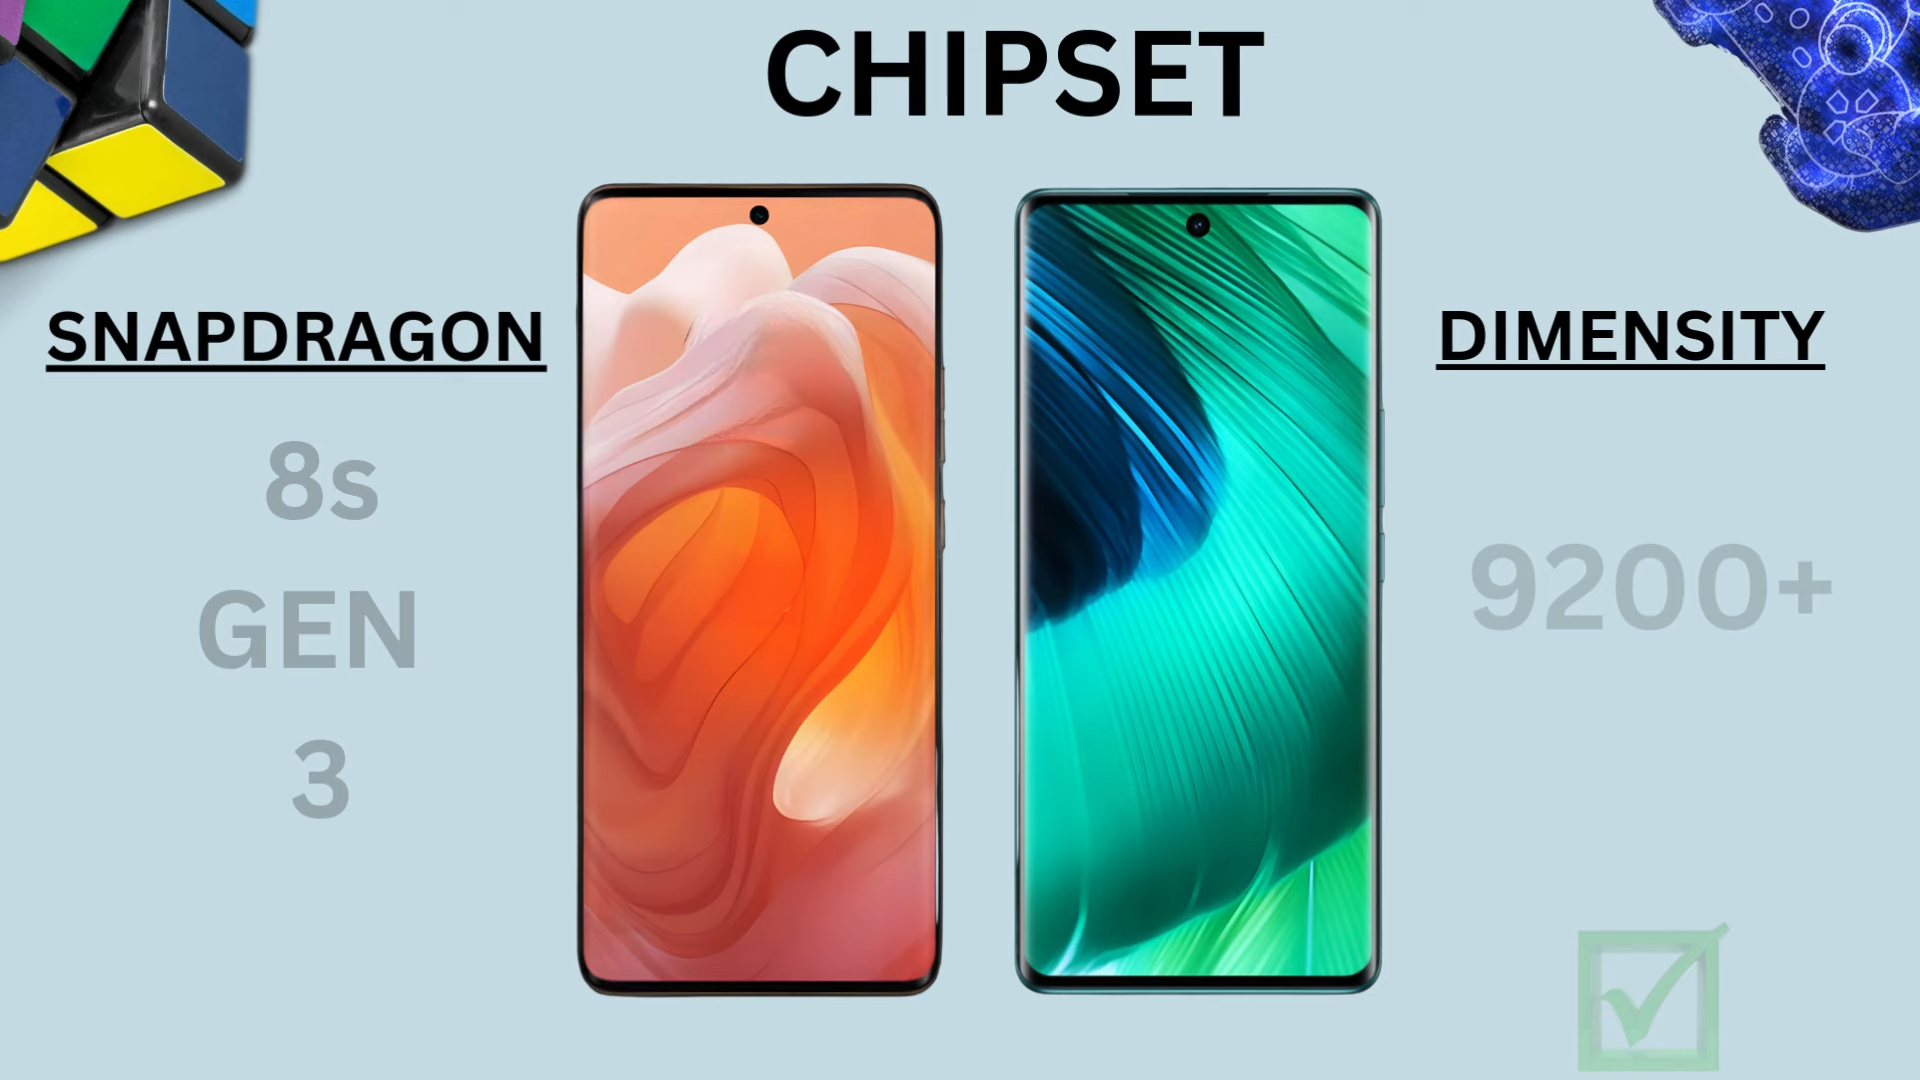 CHIPSET
SNAPDRAGON
8s
GEN
3
DIMENSITY
9200+